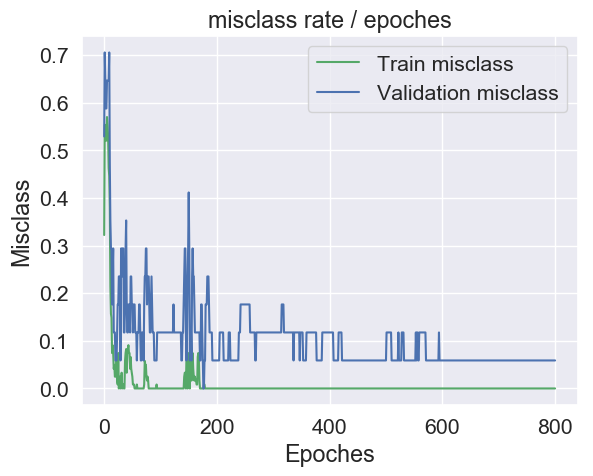 misclass rate / epoches
Train misclass
Validation misclass
0.7
0.6
0.5
0.4
0.3
0.2
0.1
0.0
Misclass
0 200 400 600 800
Epoches